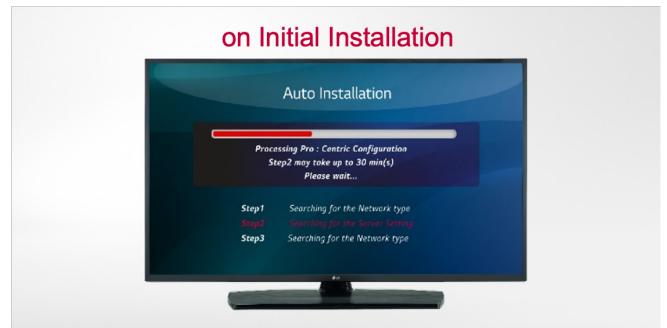 on Initial Installation
Auto Installation
Processing Pro : Centric Configuration
Step2 may take up to 30 min(s)
Please wait...
Step1 Searching for the Network type
Step2 Searching for the Server Setting
Step3 Searching for the Network type
LG